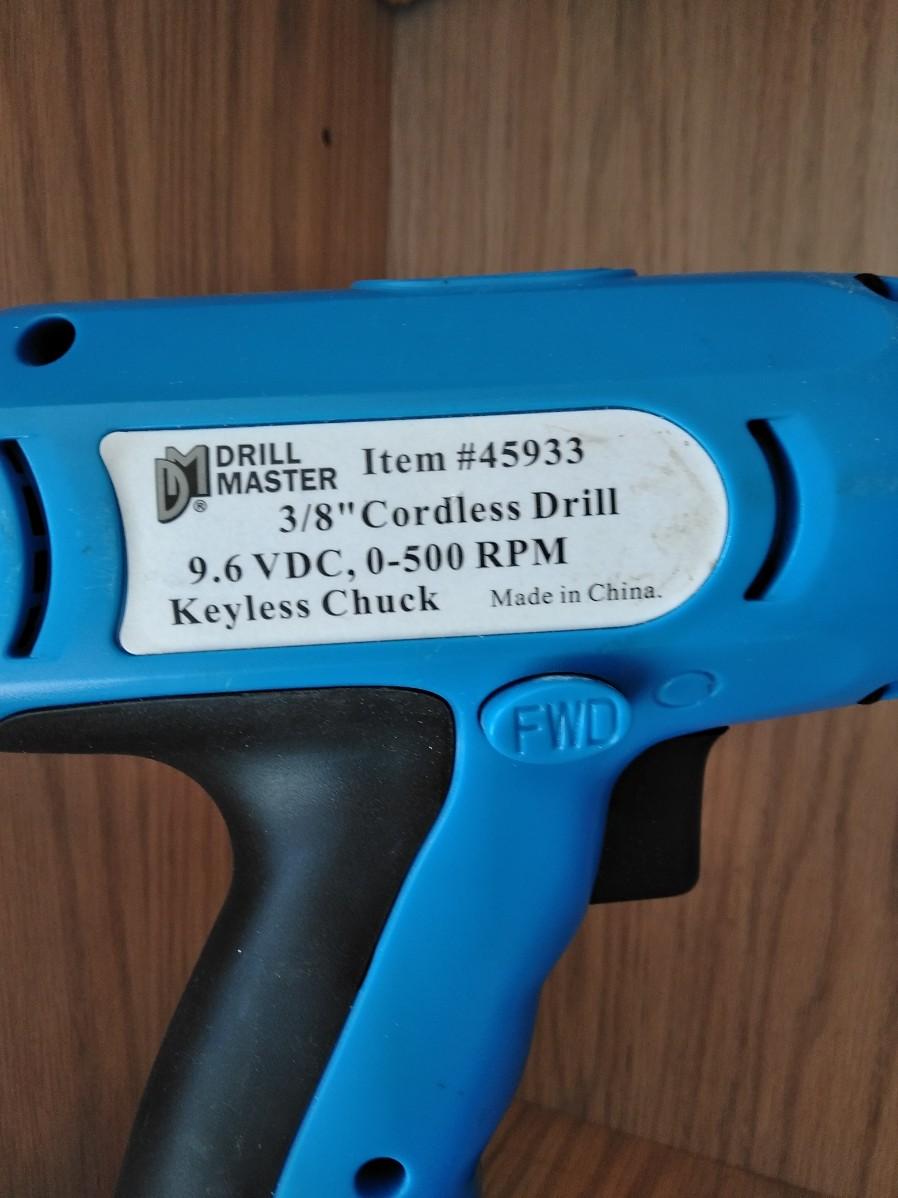 DM DRILL MASTER® Item #45933
3/8" Cordless Drill
9.6 VDC, 0-500 RPM
Keyless Chuck Made in China.
FWD